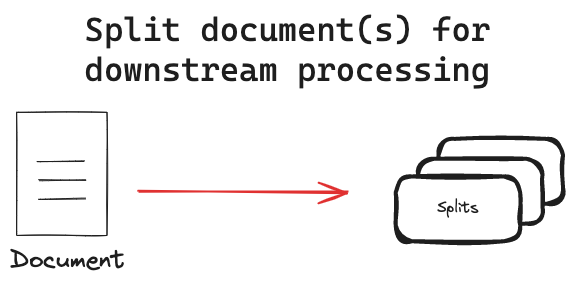 Split document(s) for
downstream processing
Splits
Document